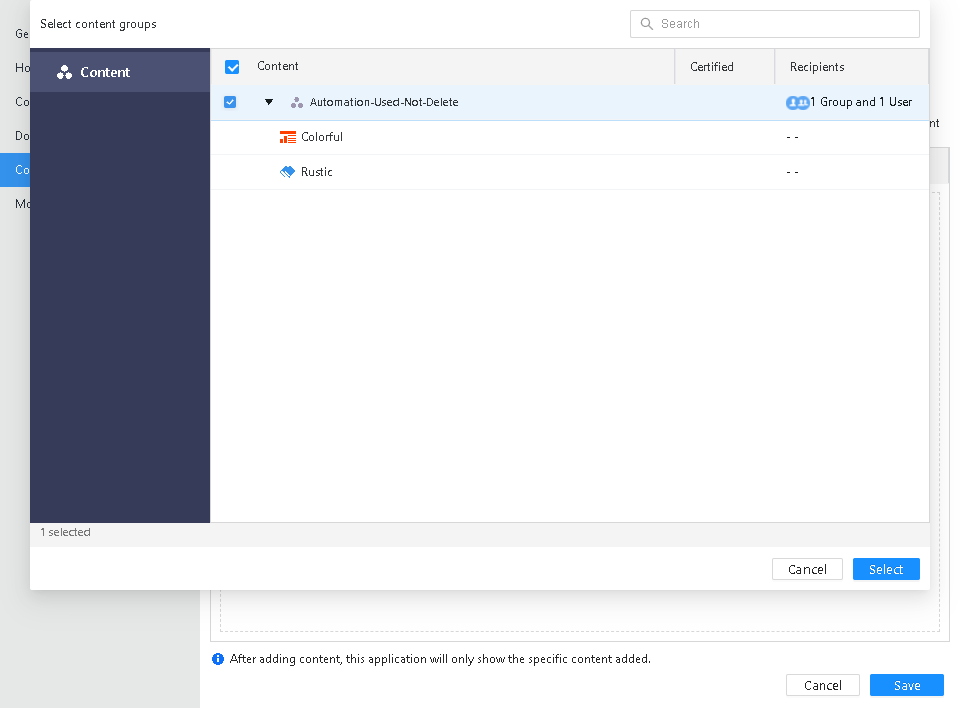 Select content groups
Search
Ge
Ho
Content
Content
Certified
Recipients
Co
Automation-Used-Not-Delete
1 Group and 1 User
nt
Do
Colorful
- -
Co
Rustic
- -
Mo
1 selected
Cancel
Select
After adding content, this application will only show the specific content added.
Cancel
Save